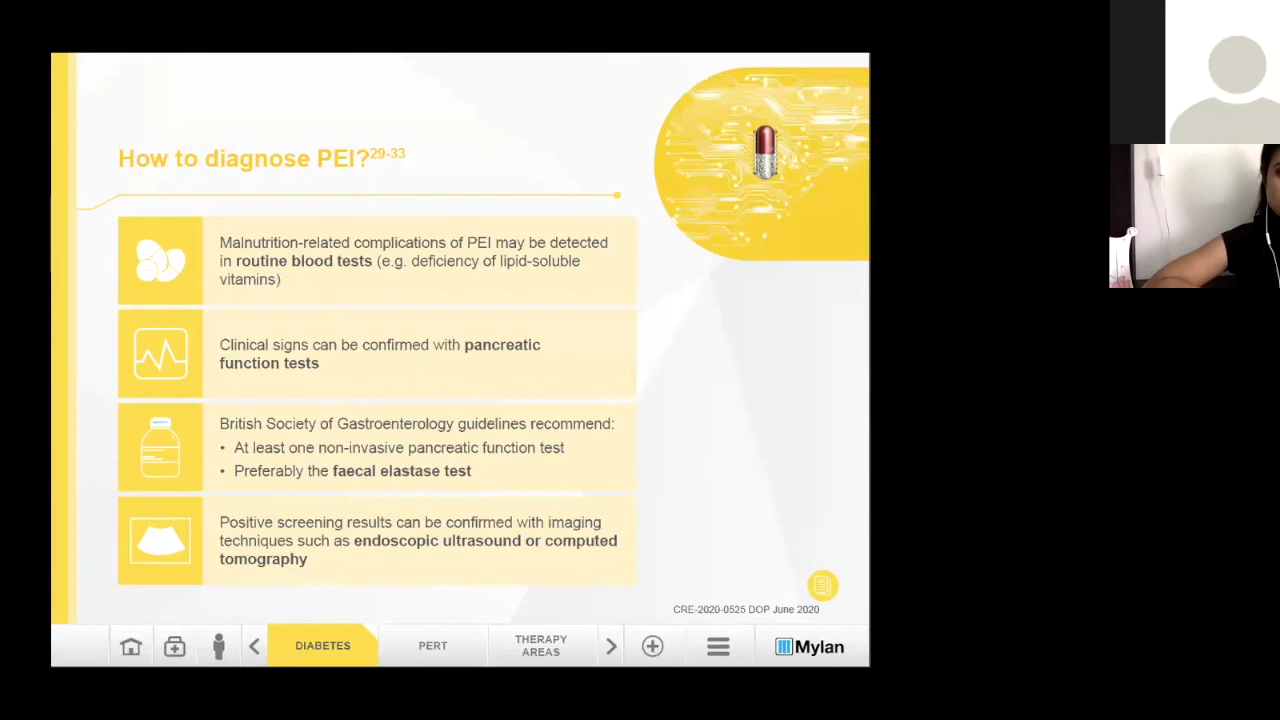 How to diagnose PEI?29-33
Malnutrition-related complications of PEI may be detected
in routine blood tests (e.g. deficiency of lipid-soluble
vitamins)
Clinical signs can be confirmed with pancreatic
function tests
British Society of Gastroenterology guidelines recommend:
• At least one non-invasive pancreatic function test
• Preferably the faecal elastase test
Positive screening results can be confirmed with imaging
techniques such as endoscopic ultrasound or computed
tomography
CRE-2020-0525 DOP June 2020
DIABETES
PERT
THERAPY
AREAS
Mylan